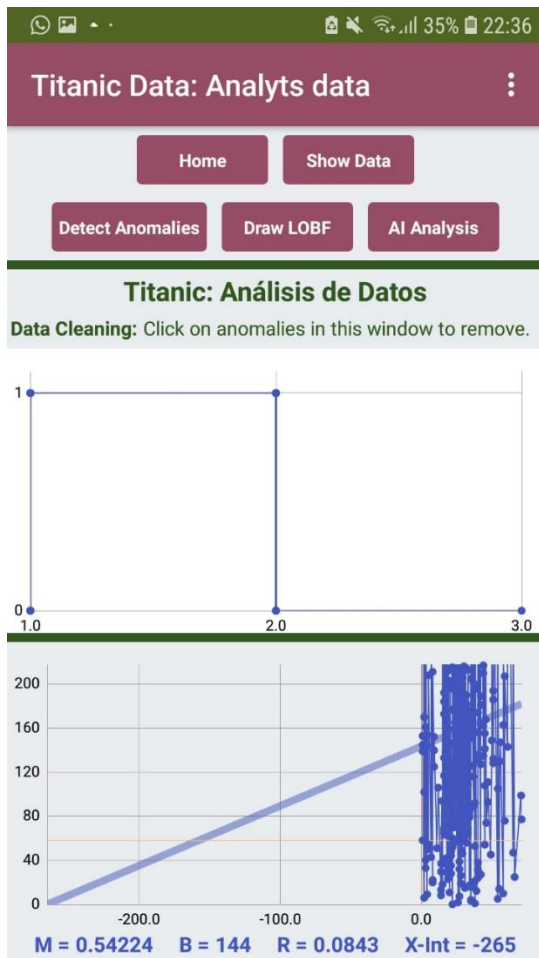 35% 22:36
Titanic Data: Analyts data
Home Show Data
Detect Anomalies Draw LOBF AI Analysis
Titanic: Análisis de Datos
Data Cleaning: Click on anomalies in this window to remove.
1
0
1.0 2.0 3.0
200
160
120
80
40
0
-200.0 -100.0 0.0
M = 0.54224 B = 144 R = 0.0843 X-Int = -265